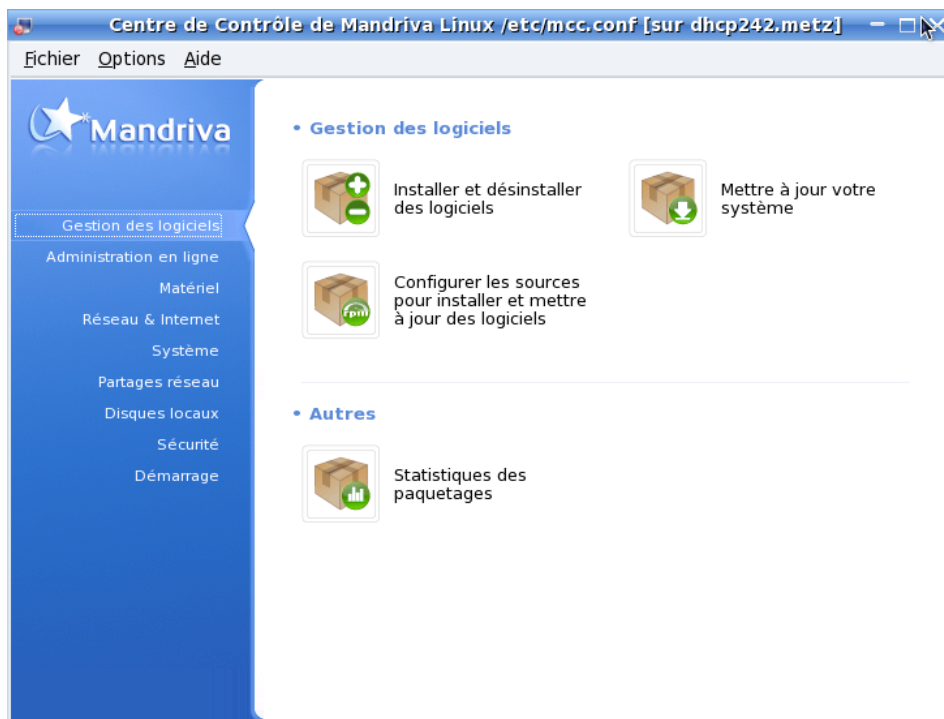 Centre de Contrôle de Mandriva Linux /etc/mcc.conf [sur dhcp242.metz]
Fichier Options Aide
Mandriva
Gestion des logiciels
Administration en ligne
Matériel
Réseau & Internet
Système
Partages réseau
Disques locaux
Sécurité
Démarrage
• Gestion des logiciels
Installer et désinstaller
des logiciels
Mettre à jour votre
système
Configurer les sources
pour installer et mettre
à jour des logiciels
rpm
• Autres
Statistiques des
paquetages